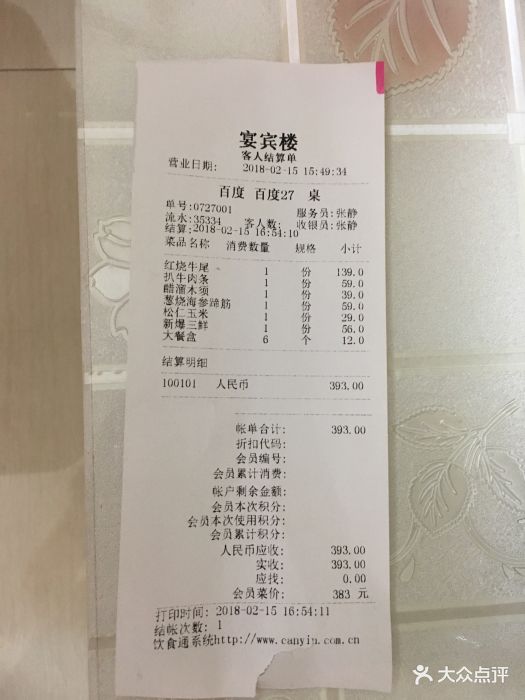 宴宾楼
客人结算单
营业日期: 2018-02-15 15:49:34
百度 百度27 桌
单号:0727001 服务员:张静
流水:35334 客人数: 收银员:张静
结算:2018-02-15 16:54:10
菜品名称 消费数量 规格 小计
红烧牛尾 1 份 139.0
扒牛肉条 1 份 59.0
醋溜木须 1 份 39.0
葱烧海参蹄筋 1 份 59.0
松仁玉米 1 份 29.0
新爆三鲜 1 份 56.0
大餐盒 6 个 12.0
结算明细
100101 人民币 393.00
帐单合计: 393.00
折扣代码:
会员编号:
会员累计消费:
帐户剩余金额:
会员本次积分:
会员本次使用积分:
会员累计积分:
人民币应收: 393.00
实收: 393.00
应找: 0.00
会员菜价: 383 元
打印时间: 2018-02-15 16:54:11
结帐次数: 1
饮食通系统http://www.canyin.com.cn
大众点评